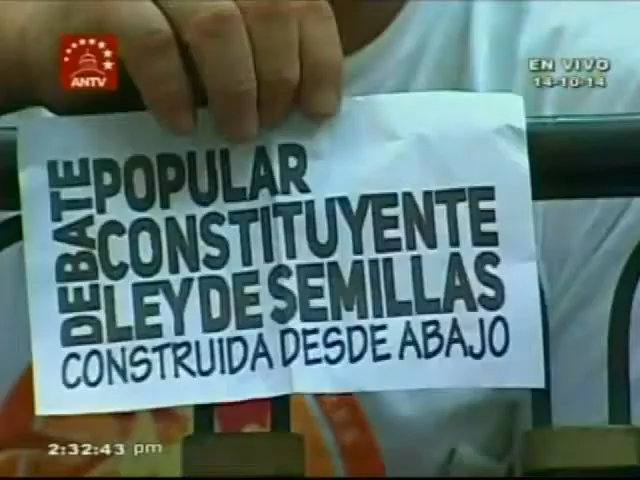 ANTV
EN VIVO
14-10-14
DEBATE
POPULAR
CONSTITUYENTE
LEY DE SEMILLAS
CONSTRUIDA DESDE ABAJO
2:32:43 pm